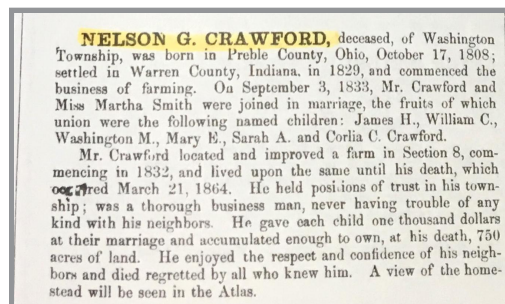 NELSON G. CRAWFORD, deceased, of Washington
Township, was born in Preble County, Ohio, October 17, 1808;
settled in Warren County, Indiana, in 1829, and commenced the
business of farming. On September 3, 1833, Mr. Crawford and
Miss Martha Smith were joined in marriage, the fruits of which
union were the following named children: James H., William C.,
Washington M., Mary E., Sarah A. and Corlia C. Crawford.
Mr. Crawford located and improved a farm in Section 8, com-
mencing in 1832, and lived upon the same until his death, which
March 21, 1864. He held positions of trust in his town-
ship; was a thorough business man, never having trouble of any
kind with his neighbors. He gave each child one thousand dollars
at their marriage and accumulated enough to own, at his death, 750
acres of land. He enjoyed the respect and confidence of his neigh-
bors and died regretted by all who knew him. A view of the home-
stead will be seen in the Atlas.